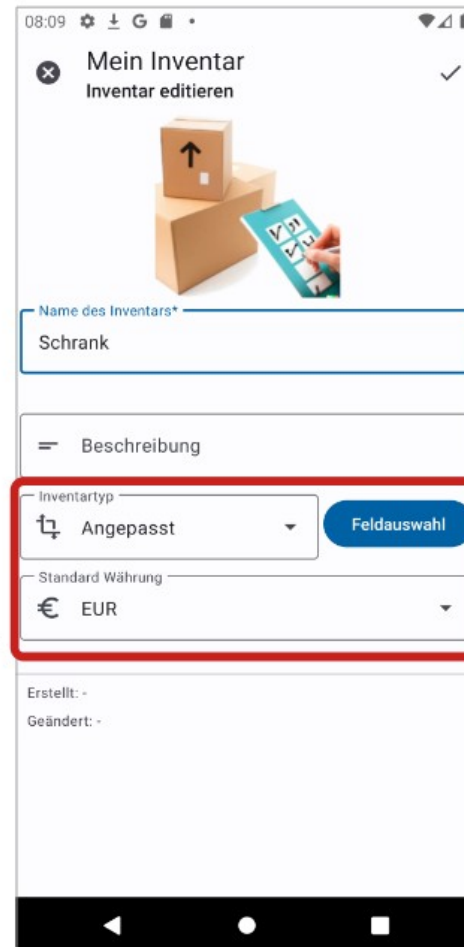 08:09
Mein Inventar
Inventar editieren
Name des Inventars*
Schrank
Beschreibung
Inventartyp
Angepasst
Feldauswahl
Standard Währung
€ EUR
Erstellt: -
Geändert: -